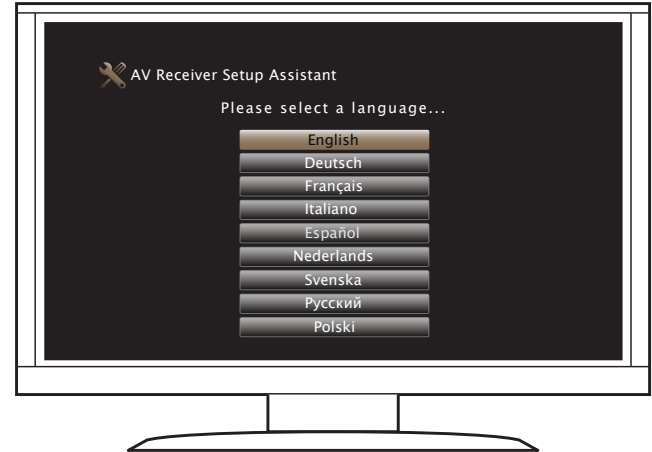 AV Receiver Setup Assistant
Please select a language...
English
Deutsch
Français
Italiano
Español
Nederlands
Svenska
Русский
Polski